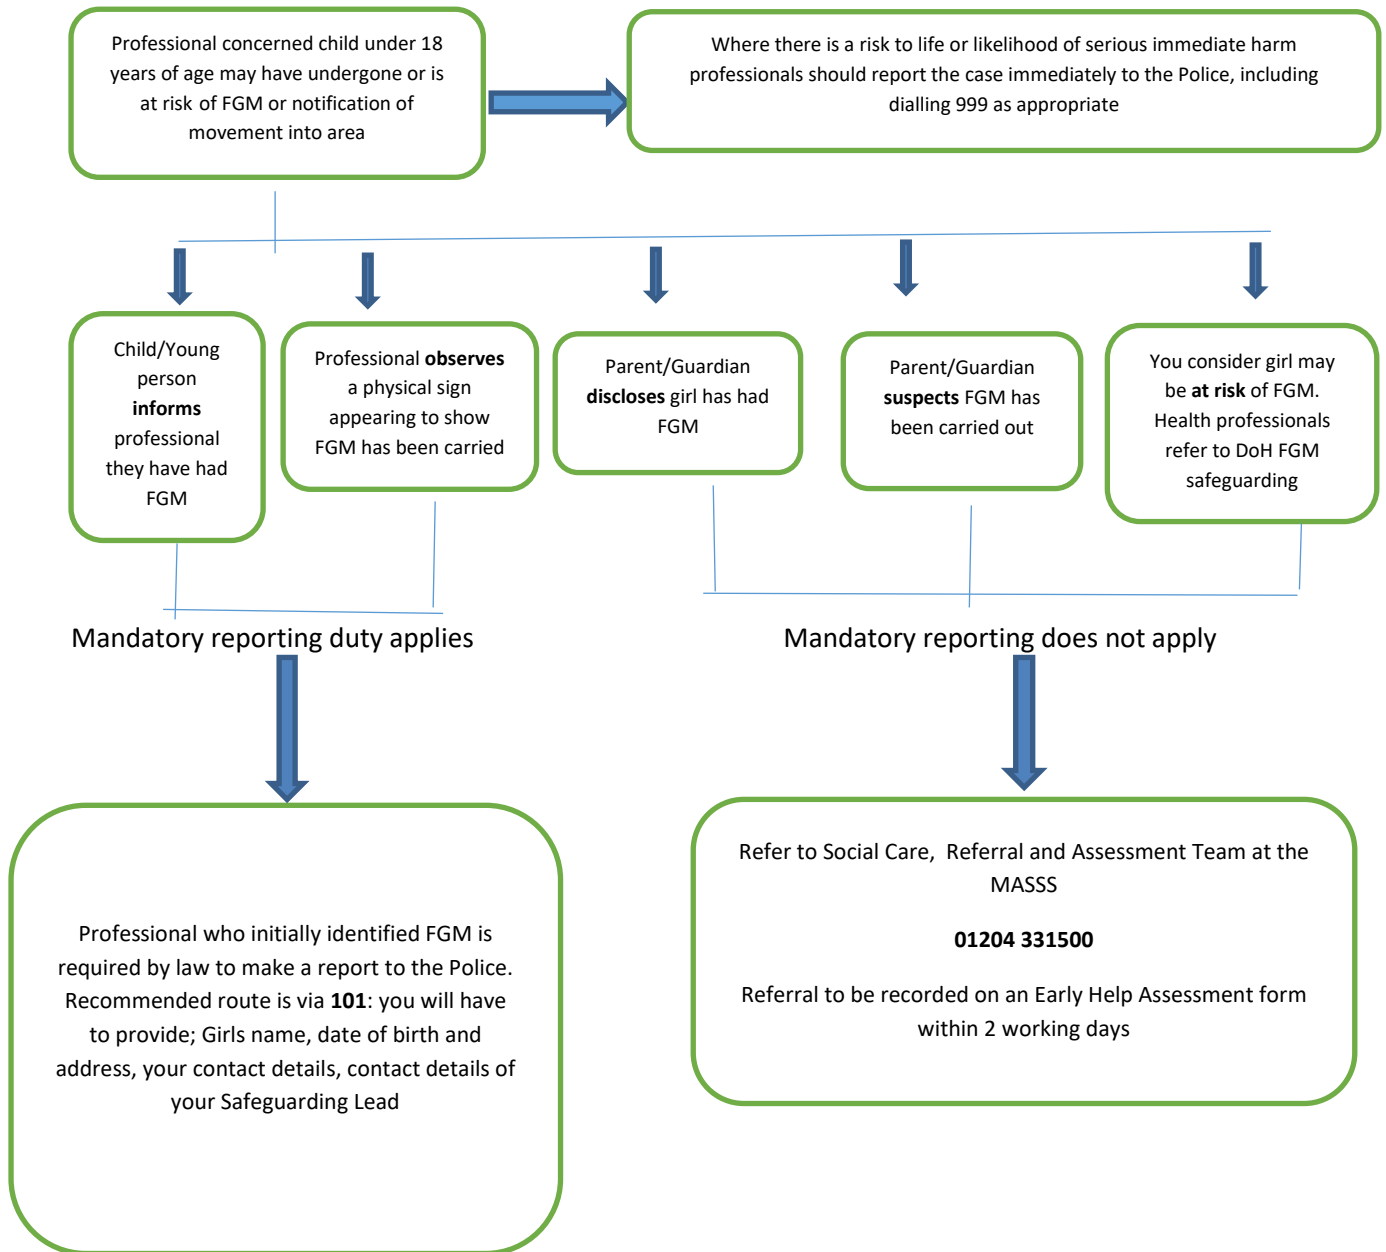 Professional concerned child under 18
years of age may have undergone or is
at risk of FGM or notification of
movement into area
Where there is a risk to life or likelihood of serious immediate harm
professionals should report the case immediately to the Police, including
dialling 999 as appropriate
Child/Young
person
informs
professional
they have had
FGM
Professional observes
a physical sign
appearing to show
FGM has been carried
Parent/Guardian
discloses girl has had
FGM
Parent/Guardian
suspects FGM has
been carried out
You consider girl may
be at risk of FGM.
Health professionals
refer to DoH FGM
safeguarding
Mandatory reporting duty applies
Mandatory reporting does not apply
Professional who initially identified FGM is
required by law to make a report to the Police.
Recommended route is via 101: you will have
to provide; Girls name, date of birth and
address, your contact details, contact details of
your Safeguarding Lead
Refer to Social Care,  Referral and Assessment Team at the
MASSS
01204 331500
Referral to be recorded on an Early Help Assessment form
within 2 working days